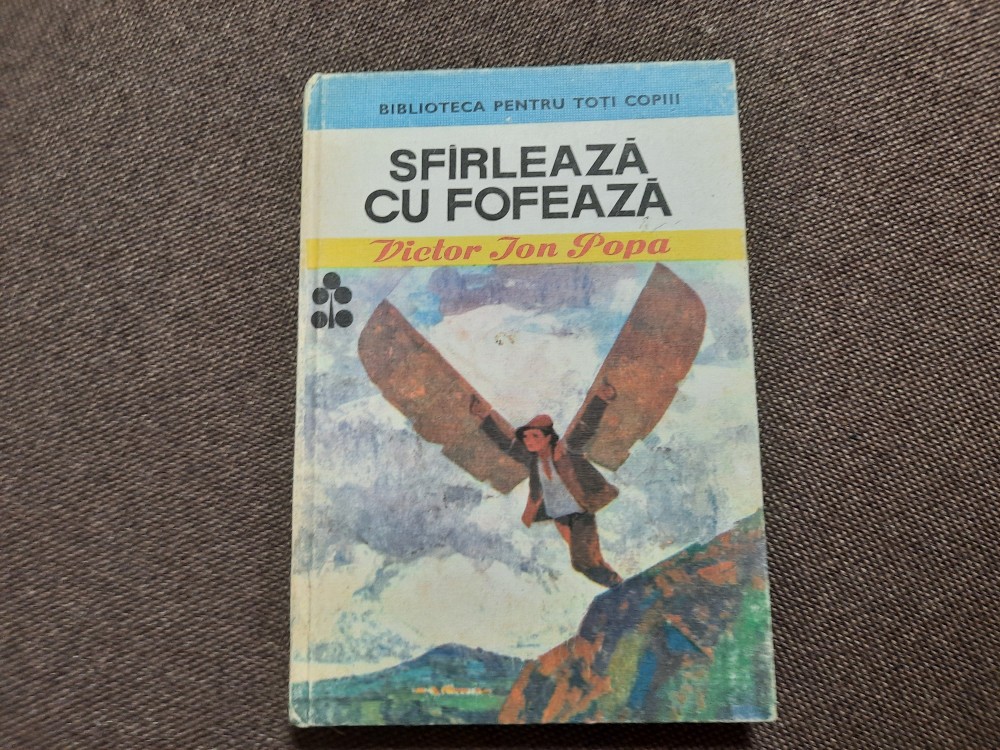 BIBLIOTECA PENTRU TOȚI COPIII
SFÎRLEAZĂ
CU FOFEAZĂ
Victor Ion Popa